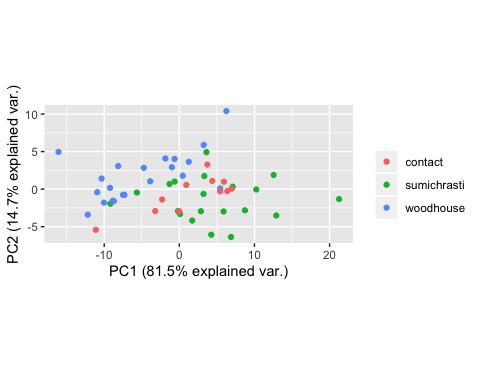 PC2 (14.7% explained var.)
10
5
0
-5
-10
0
10
20
PC1 (81.5% explained var.)
contact
sumichrasti
woodhouse